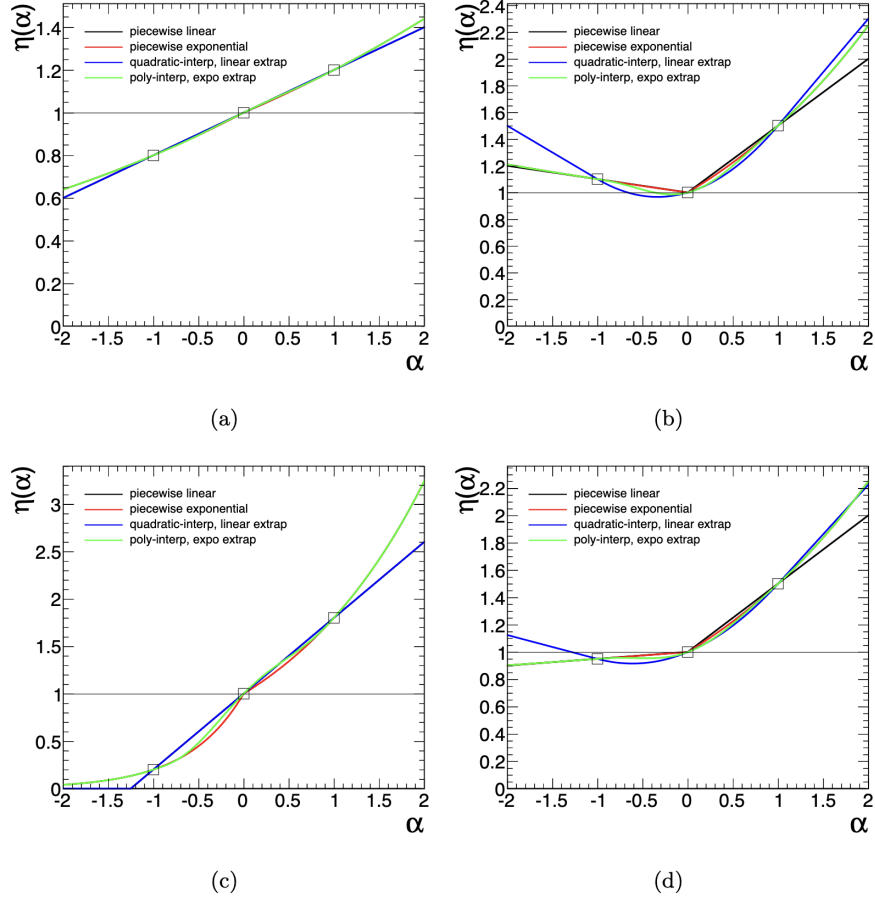 η(α)
1.4
1.2
1
0.8
0.6
0.4
0.2
0
piecewise linear
piecewise exponential
quadratic-interp, linear extrap
poly-interp, expo extrap
-2 -1.5 -1 -0.5 0 0.5 1 1.5 2
α
(a)
η(α)
2.4
2.2
2
1.8
1.6
1.4
1.2
1
0.8
0.6
0.4
0.2
0
piecewise linear
piecewise exponential
quadratic-interp, linear extrap
poly-interp, expo extrap
-2 -1.5 -1 -0.5 0 0.5 1 1.5 2
α
(b)
η(α)
3
2.5
2
1.5
1
0.5
0
piecewise linear
piecewise exponential
quadratic-interp, linear extrap
poly-interp, expo extrap
-2 -1.5 -1 -0.5 0 0.5 1 1.5 2
α
(c)
η(α)
2.2
2
1.8
1.6
1.4
1.2
1
0.8
0.6
0.4
0.2
0
piecewise linear
piecewise exponential
quadratic-interp, linear extrap
poly-interp, expo extrap
-2 -1.5 -1 -0.5 0 0.5 1 1.5 2
α
(d)